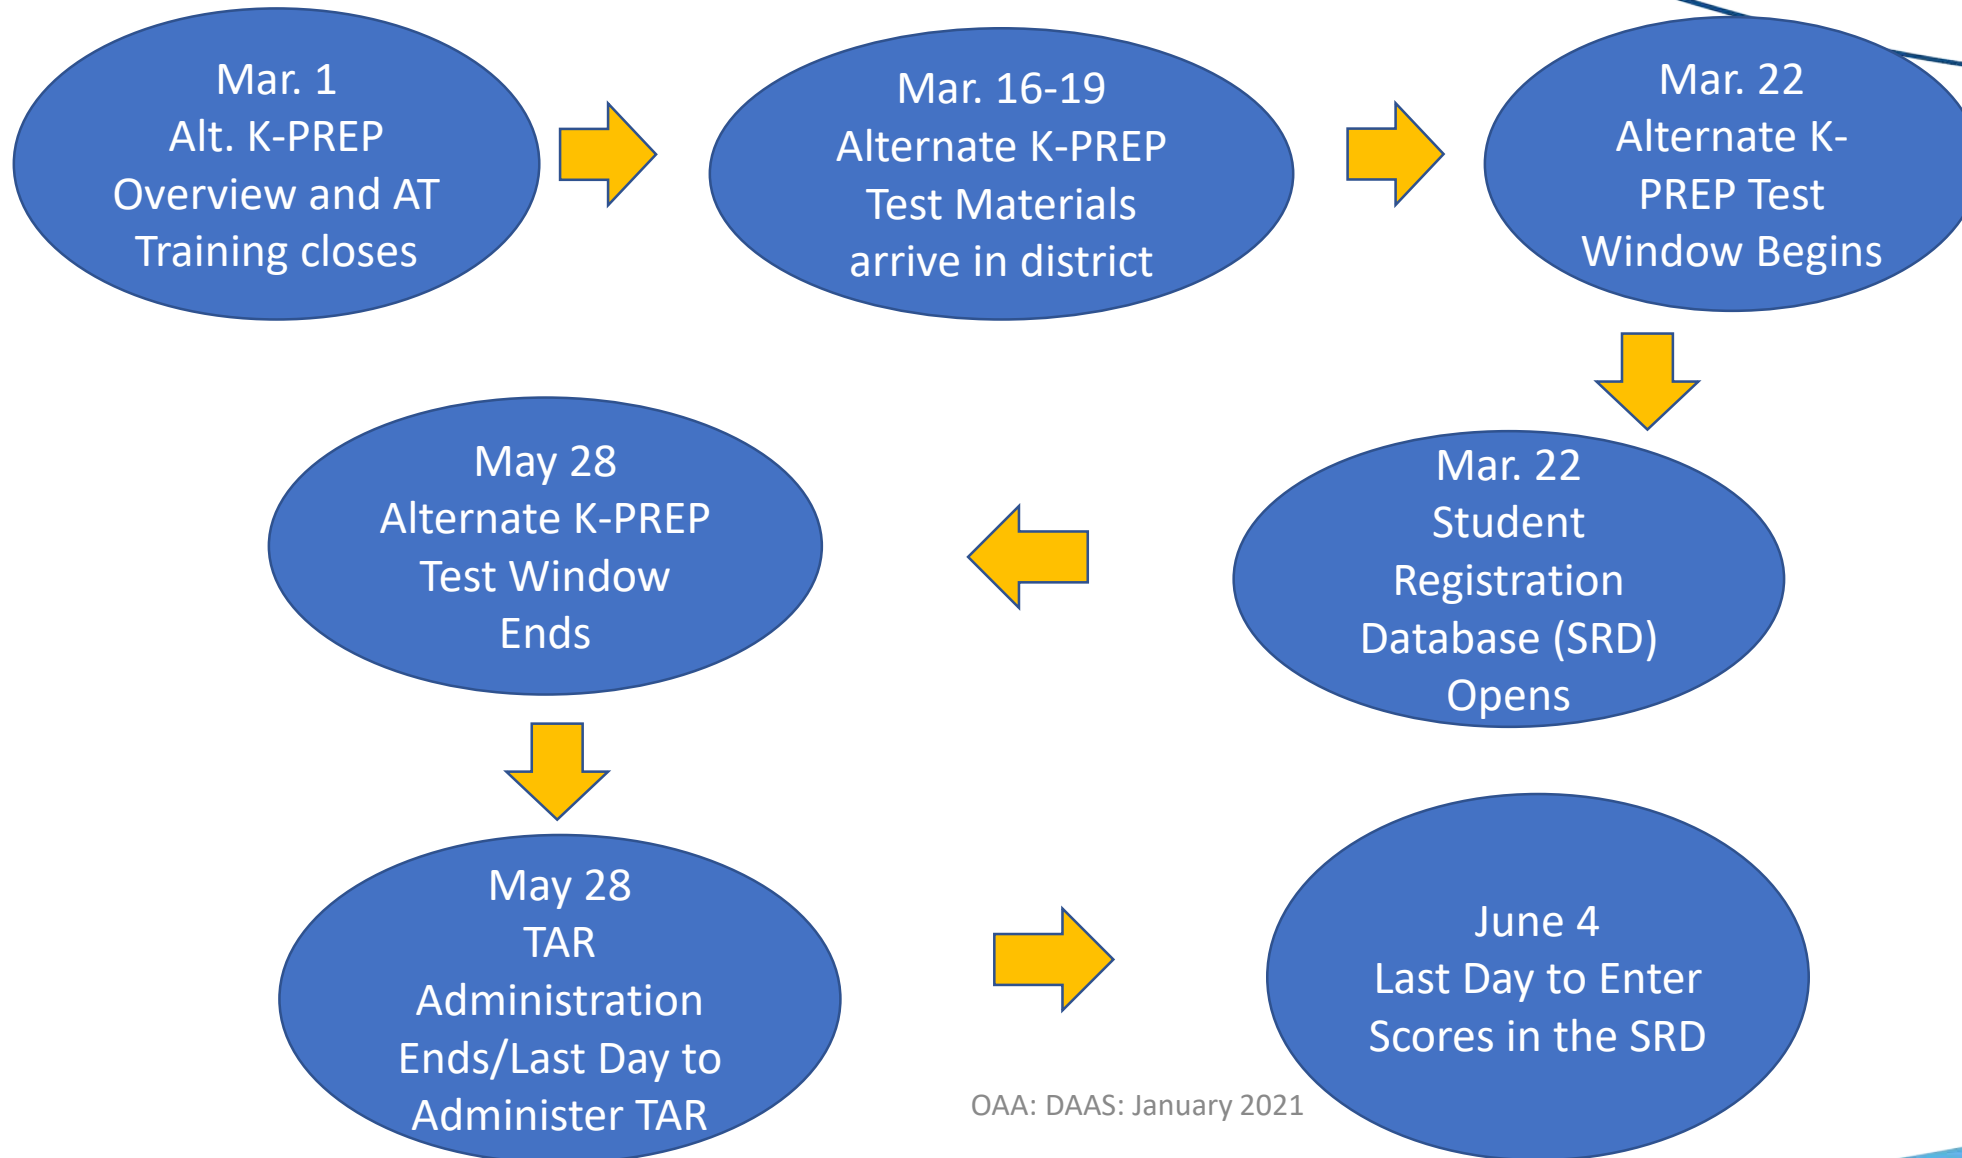 Mar. 1
Alt. K-PREP
Overview and AT
Training closes
Mar. 16-19
Alternate K-PREP
Test Materials
arrive in district
Mar. 22
Alternate K-
PREP Test
Window Begins
Mar. 22
Student
Registration
Database (SRD)
Opens
May 28
Alternate K-PREP
Test Window
Ends
May 28
TAR
Administration
Ends/Last Day to
Administer TAR
June 4
Last Day to Enter
Scores in the SRD
OAA: DAAS: January 2021